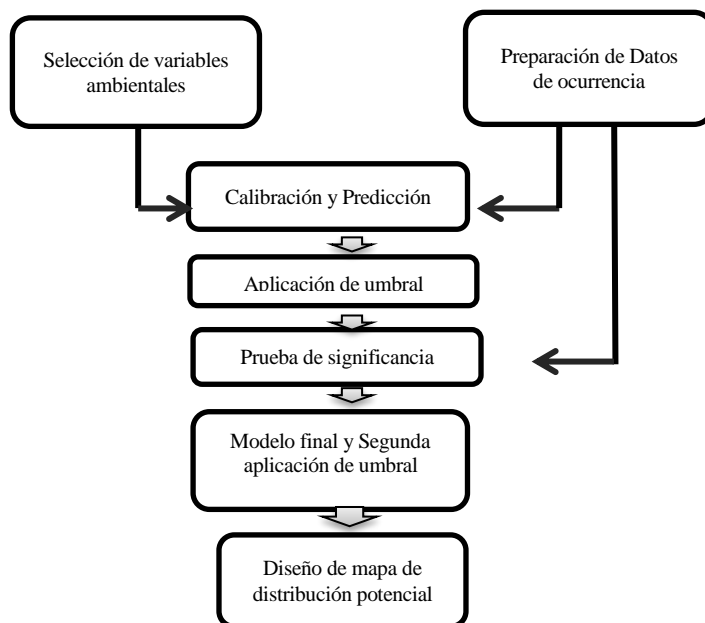 Selección de variables
ambientales
Preparación de Datos
de ocurrencia
Calibración y Predicción
Aplicación de umbral
Prueba de significancia
Modelo final y Segunda
aplicación de umbral
Diseño de mapa de
distribución potencial